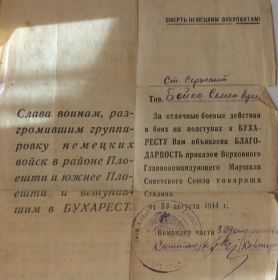 Слава воинам, раз-
громившим группи-
ровку немецких
войск в районе Пло-
ешти и южнее Пло-
ешти и вступив-
шим в БУХАРЕСТ.
СМЕРТЬ НЕМЕЦКИМ ОККУПАНТАМ!
Ст. Сержант
Тов. Бойко Семен
За отличные боевые действия
в боях на подступах к БУХА-
РЕСТУ Вам объявлена БЛАГО-
ДАРНОСТЬ приказом Верховного
Главнокомандующего Маршала
Советского Союза товарища
Сталина
от 31 августа 1944 г.
Командир части